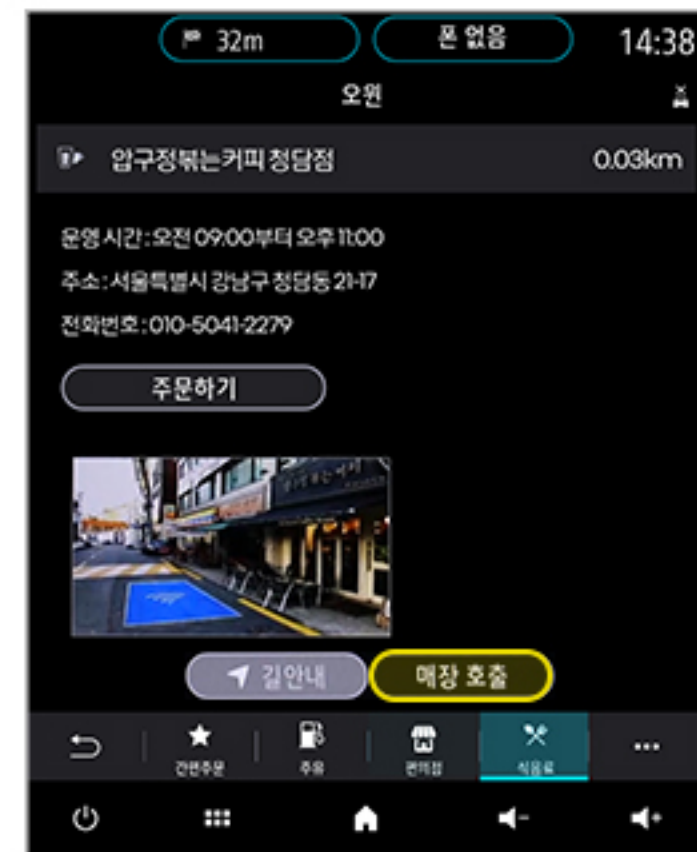 32m
폰 없음
14:38
오윈
압구정볶는커피 청담점
0.03km
운영 시간 : 오전 09:00부터 오후 11:00
주소 : 서울특별시 강남구 청담동 21-17
전화번호 : 010-5041-2279
주문하기
길안내
매장 호출
간편주문
주유
편의점
식음료